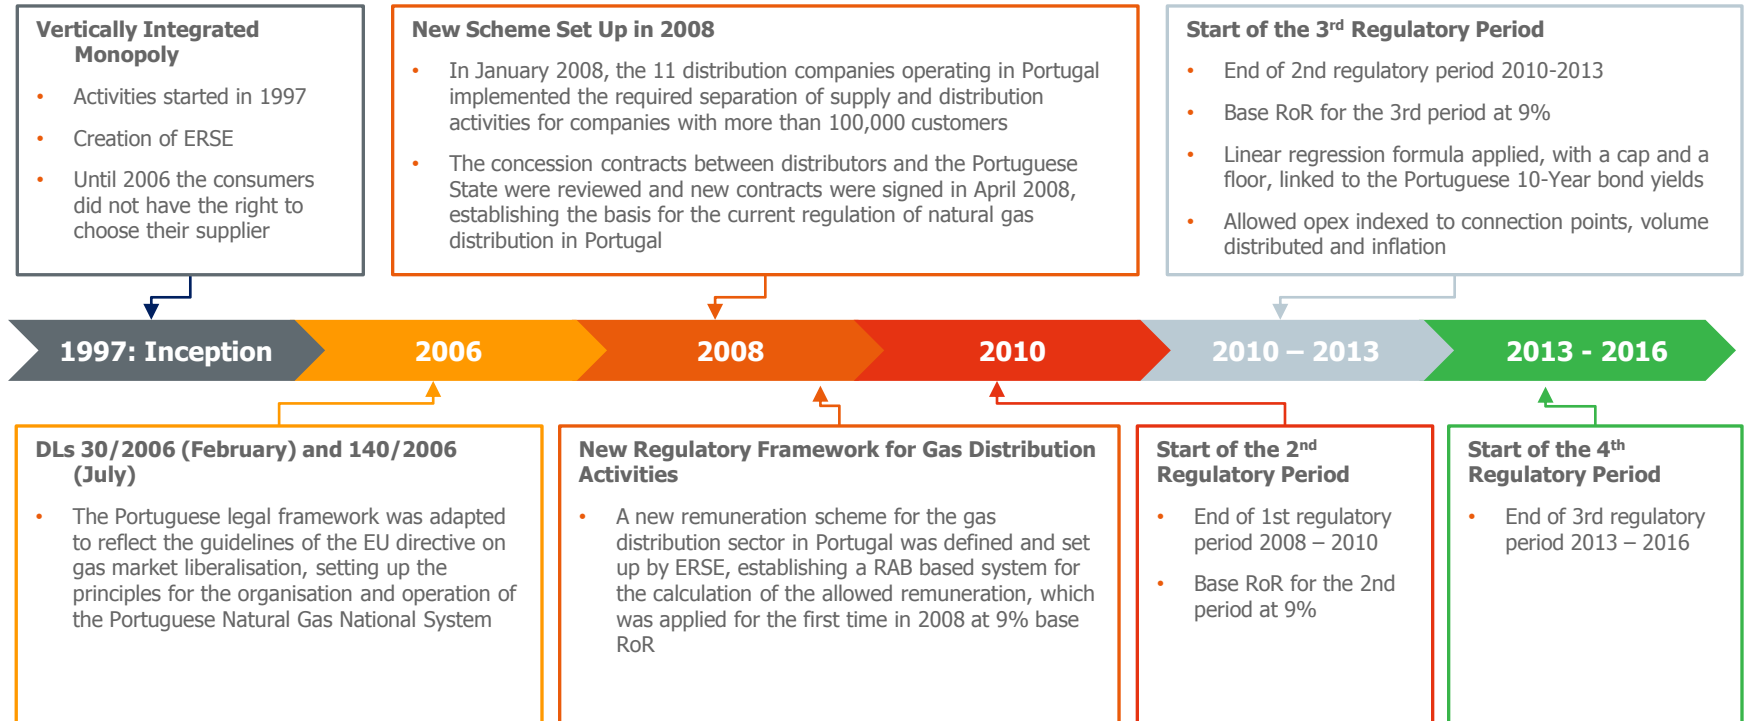 Vertically Integrated
Monopoly
• Activities started in 1997
• Creation of ERSE
• Until 2006 the consumers
did not have the right to
choose their supplier
New Scheme Set Up in 2008
• In January 2008, the 11 distribution companies operating in Portugal
implemented the required separation of supply and distribution
activities for companies with more than 100,000 customers
• The concession contracts between distributors and the Portuguese
State were reviewed and new contracts were signed in April 2008,
establishing the basis for the current regulation of natural gas
distribution in Portugal
Start of the 3rd Regulatory Period
• End of 2nd regulatory period 2010-2013
• Base RoR for the 3rd period at 9%
• Linear regression formula applied, with a cap and a
floor, linked to the Portuguese 10-Year bond yields
• Allowed opex indexed to connection points, volume
distributed and inflation
1997: Inception
2006
2008
2010
2010 – 2013
2013 - 2016
DLs 30/2006 (February) and 140/2006
(July)
• The Portuguese legal framework was adapted
to reflect the guidelines of the EU directive on
gas market liberalisation, setting up the
principles for the organisation and operation of
the Portuguese Natural Gas National System
New Regulatory Framework for Gas Distribution
Activities
• A new remuneration scheme for the gas
distribution sector in Portugal was defined and set
up by ERSE, establishing a RAB based system for
the calculation of the allowed remuneration, which
was applied for the first time in 2008 at 9% base
RoR
Start of the 2nd
Regulatory Period
• End of 1st regulatory
period 2008 – 2010
• Base RoR for the 2nd
period at 9%
Start of the 4th
Regulatory Period
• End of 3rd regulatory
period 2013 – 2016